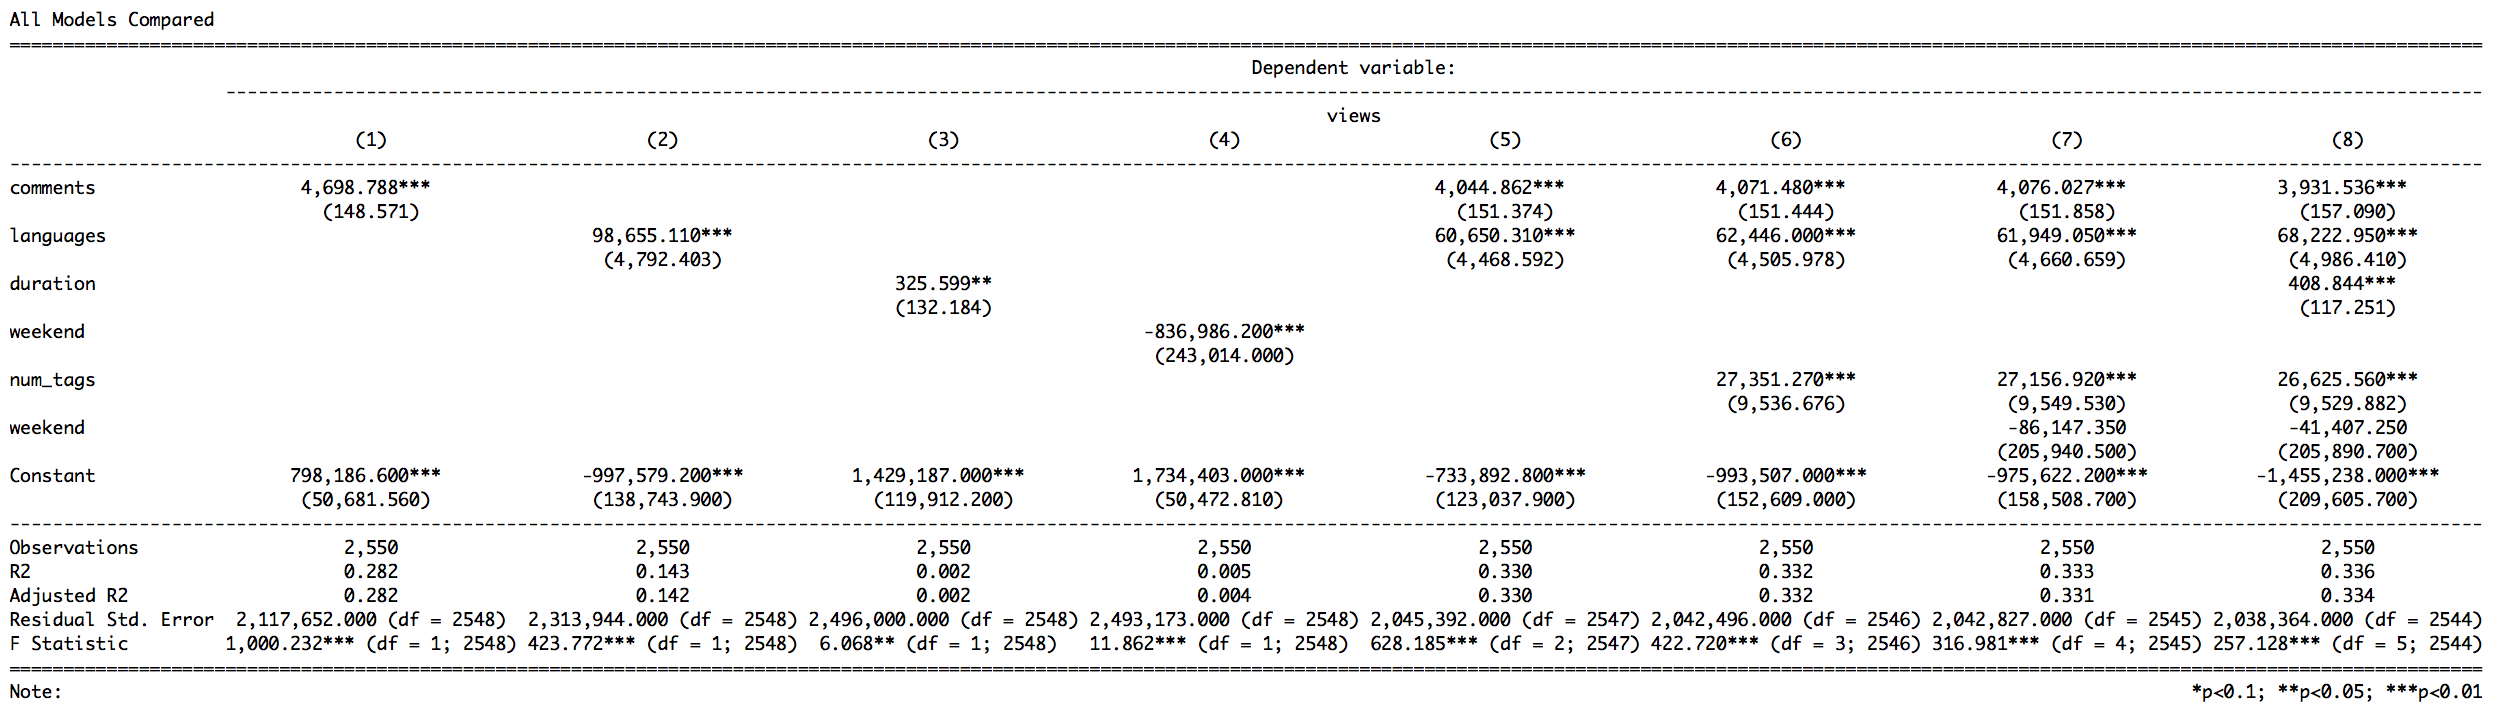 All Models Compared
====================================================================================================
Dependent variable:
----------------------------------------------------------------------------------------------------
views
(1) (2) (3) (4) (5) (6) (7) (8)
----------------------------------------------------------------------------------------------------
comments 4,698.788*** 4,044.862*** 4,071.480*** 4,076.027*** 3,931.536***
(148.571) (151.374) (151.444) (151.858) (157.090)
languages 98,655.110*** 60,650.310*** 62,446.000*** 61,949.050*** 68,222.950***
(4,792.403) (4,468.592) (4,505.978) (4,660.659) (4,986.410)
duration 325.599** 408.844***
(132.184) (117.251)
weekend -836,986.200***
(243,014.000)
num_tags 27,351.270*** 27,156.920*** 26,625.560***
(9,536.676) (9,549.530) (9,529.882)
weekend -86,147.350 -41,407.250
(205,940.500) (205,890.700)
Constant 798,186.600*** -997,579.200*** 1,429,187.000*** 1,734,403.000*** -733,892.800*** -993,507.000*** -975,622.200*** -1,455,238.000***
(50,681.560) (138,743.900) (119,912.200) (50,472.810) (123,037.900) (152,609.000) (158,508.700) (209,605.700)
----------------------------------------------------------------------------------------------------
Observations 2,550 2,550 2,550 2,550 2,550 2,550 2,550 2,550
R2 0.282 0.143 0.002 0.005 0.330 0.332 0.333 0.336
Adjusted R2 0.282 0.142 0.002 0.004 0.330 0.332 0.331 0.334
Residual Std. Error 2,117,652.000 (df = 2548) 2,313,944.000 (df = 2548) 2,496,000.000 (df = 2548) 2,493,173.000 (df = 2548) 2,045,392.000 (df = 2547) 2,042,496.000 (df = 2546) 2,042,827.000 (df = 2545) 2,038,364.000 (df = 2544)
F Statistic 1,000.232*** (df = 1; 2548) 423.772*** (df = 1; 2548) 6.068** (df = 1; 2548) 11.862*** (df = 1; 2548) 628.185*** (df = 2; 2547) 422.720*** (df = 3; 2546) 316.981*** (df = 4; 2545) 257.128*** (df = 5; 2544)
====================================================================================================
Note: *p<0.1; **p<0.05; ***p<0.01